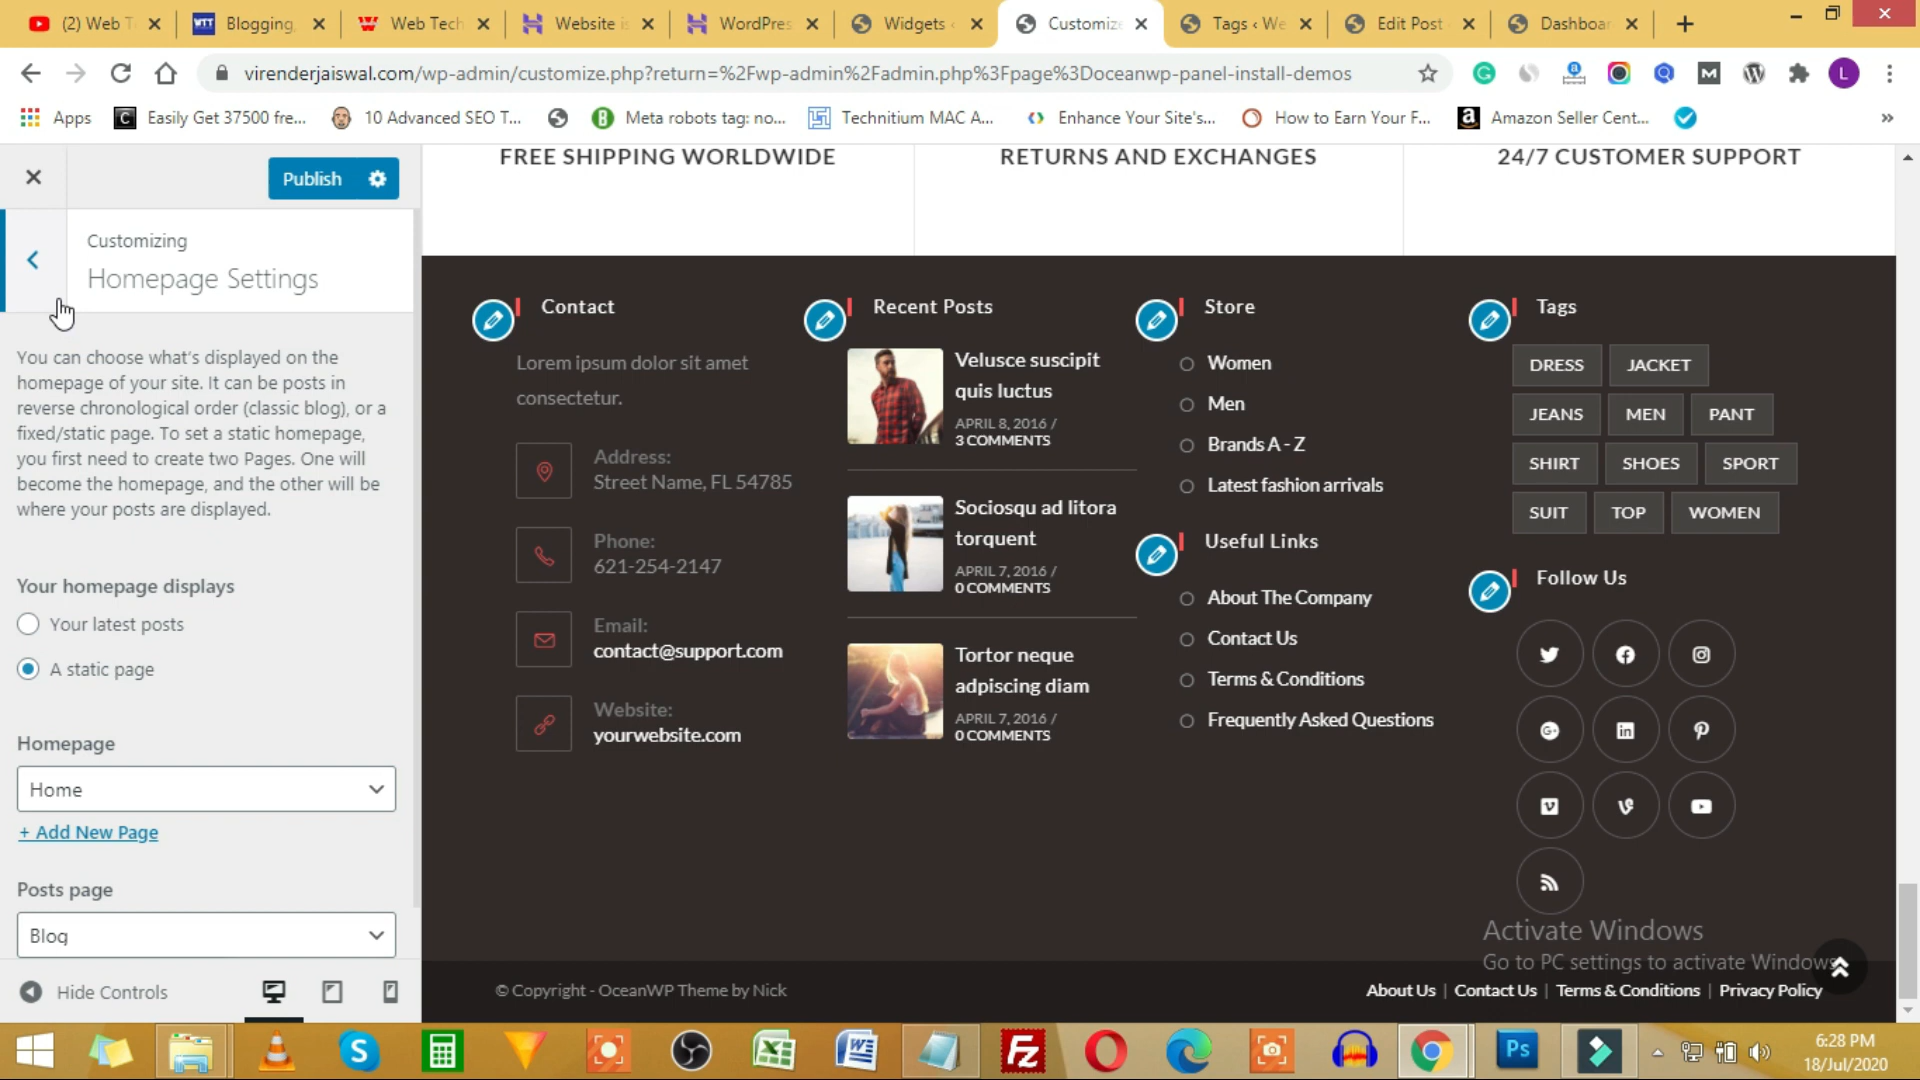 (2) Web T
Blogging,
Web Tech
Website is
WordPres
Widgets ‹
Customize
Tags ‹ We
Edit Post
Dashboar
virenderjaiswal.com/wp-admin/customize.php?return=%2Fwp-admin%2Fadmin.php%3Fpage%3Doceanwp-panel-install-demos
Apps
Easily Get 37500 fre...
10 Advanced SEO T...
Meta robots tag: no...
Technitium MAC A...
Enhance Your Site's...
How to Earn Your F...
Amazon Seller Cent...
»
Publish
Customizing
Homepage Settings
You can choose what's displayed on the
homepage of your site. It can be posts in
reverse chronological order (classic blog), or a
fixed/static page. To set a static homepage,
you first need to create two Pages. One will
become the homepage, and the other will be
where your posts are displayed.
Your homepage displays
Your latest posts
A static page
Homepage
Home
+ Add New Page
Posts page
Blog
Hide Controls
FREE SHIPPING WORLDWIDE
RETURNS AND EXCHANGES
24/7 CUSTOMER SUPPORT
Contact
Lorem ipsum dolor sit amet
consectetur.
Address:
Street Name, FL 54785
Phone:
621-254-2147
Email:
contact@support.com
Website:
yourwebsite.com
Recent Posts
Velusce suscipit
quis luctus
APRIL 8, 2016 /
3 COMMENTS
Sociosqu ad litora
torquent
APRIL 7, 2016 /
0 COMMENTS
Tortor neque
adpiscing diam
APRIL 7, 2016 /
0 COMMENTS
Store
Women
Men
Brands A - Z
Latest fashion arrivals
Useful Links
About The Company
Contact Us
Terms & Conditions
Frequently Asked Questions
Tags
DRESS JACKET
JEANS MEN PANT
SHIRT SHOES SPORT
SUIT TOP WOMEN
Follow Us
Activate Windows
Go to PC settings to activate Windows
© Copyright - OceanWP Theme by Nick
About Us | Contact Us | Terms & Conditions | Privacy Policy
6:28 PM
18/Jul/2020